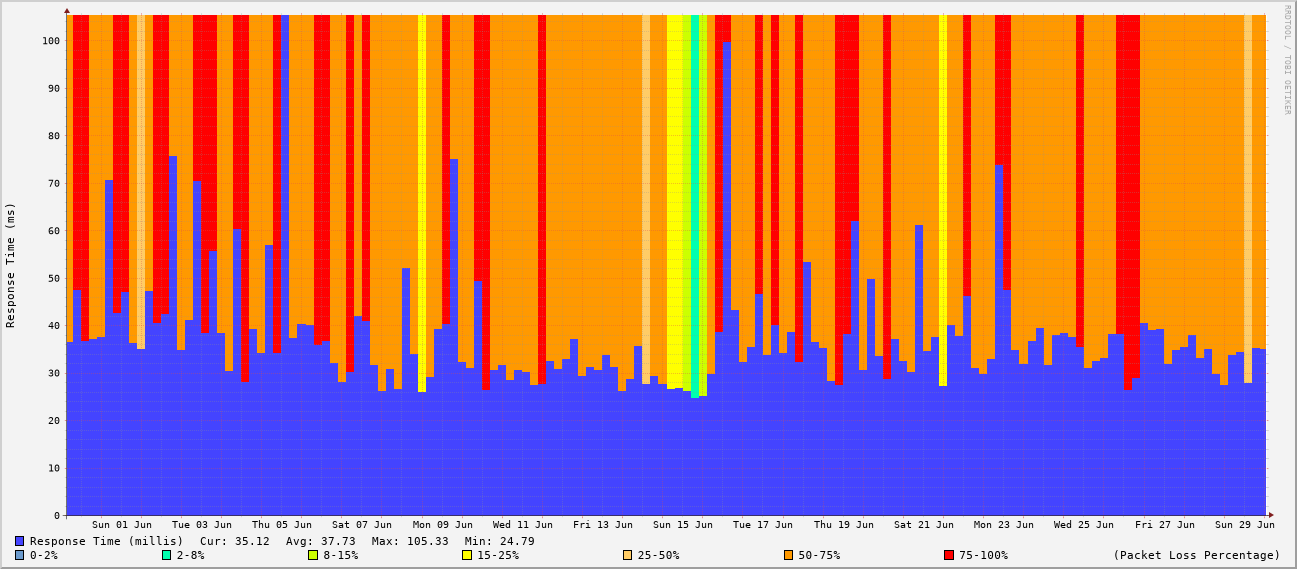 RRDTOOL / TOBI OETIKER
Response Time (ms)
100
90
80
70
60
50
40
30
20
10
0
Sun 01 Jun Tue 03 Jun Thu 05 Jun Sat 07 Jun Mon 09 Jun Wed 11 Jun Fri 13 Jun Sun 15 Jun Tue 17 Jun Thu 19 Jun Sat 21 Jun Mon 23 Jun Wed 25 Jun Fri 27 Jun Sun 29 Jun
Response Time (millis) Cur: 35.12 Avg: 37.73 Max: 105.33 Min: 24.79
0-2% 2-8% 8-15% 15-25% 25-50% 50-75% 75-100% (Packet Loss Percentage)